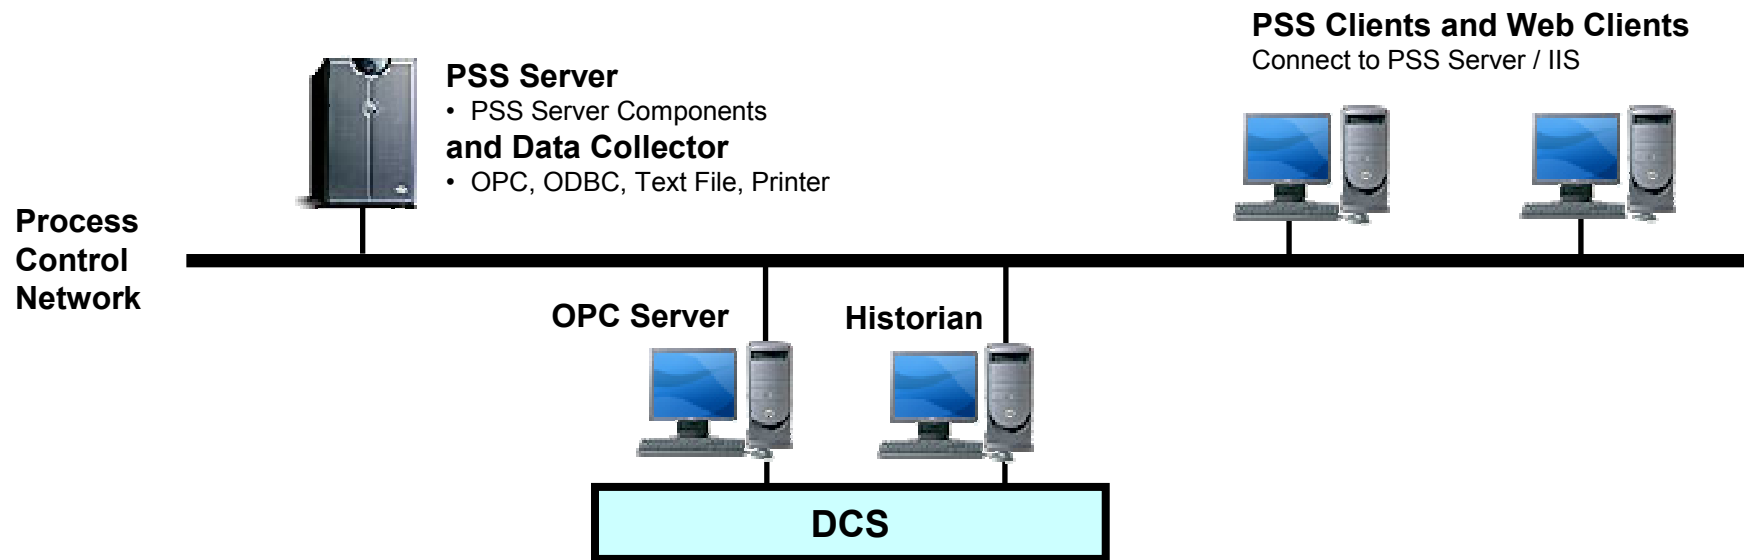 PSS Clients and Web Clients
Connect to PSS Server / IIS
PSS Server
• PSS Server Components
and Data Collector
• OPC, ODBC, Text File, Printer
Process
Control
Network
OPC Server
Historian
DCS